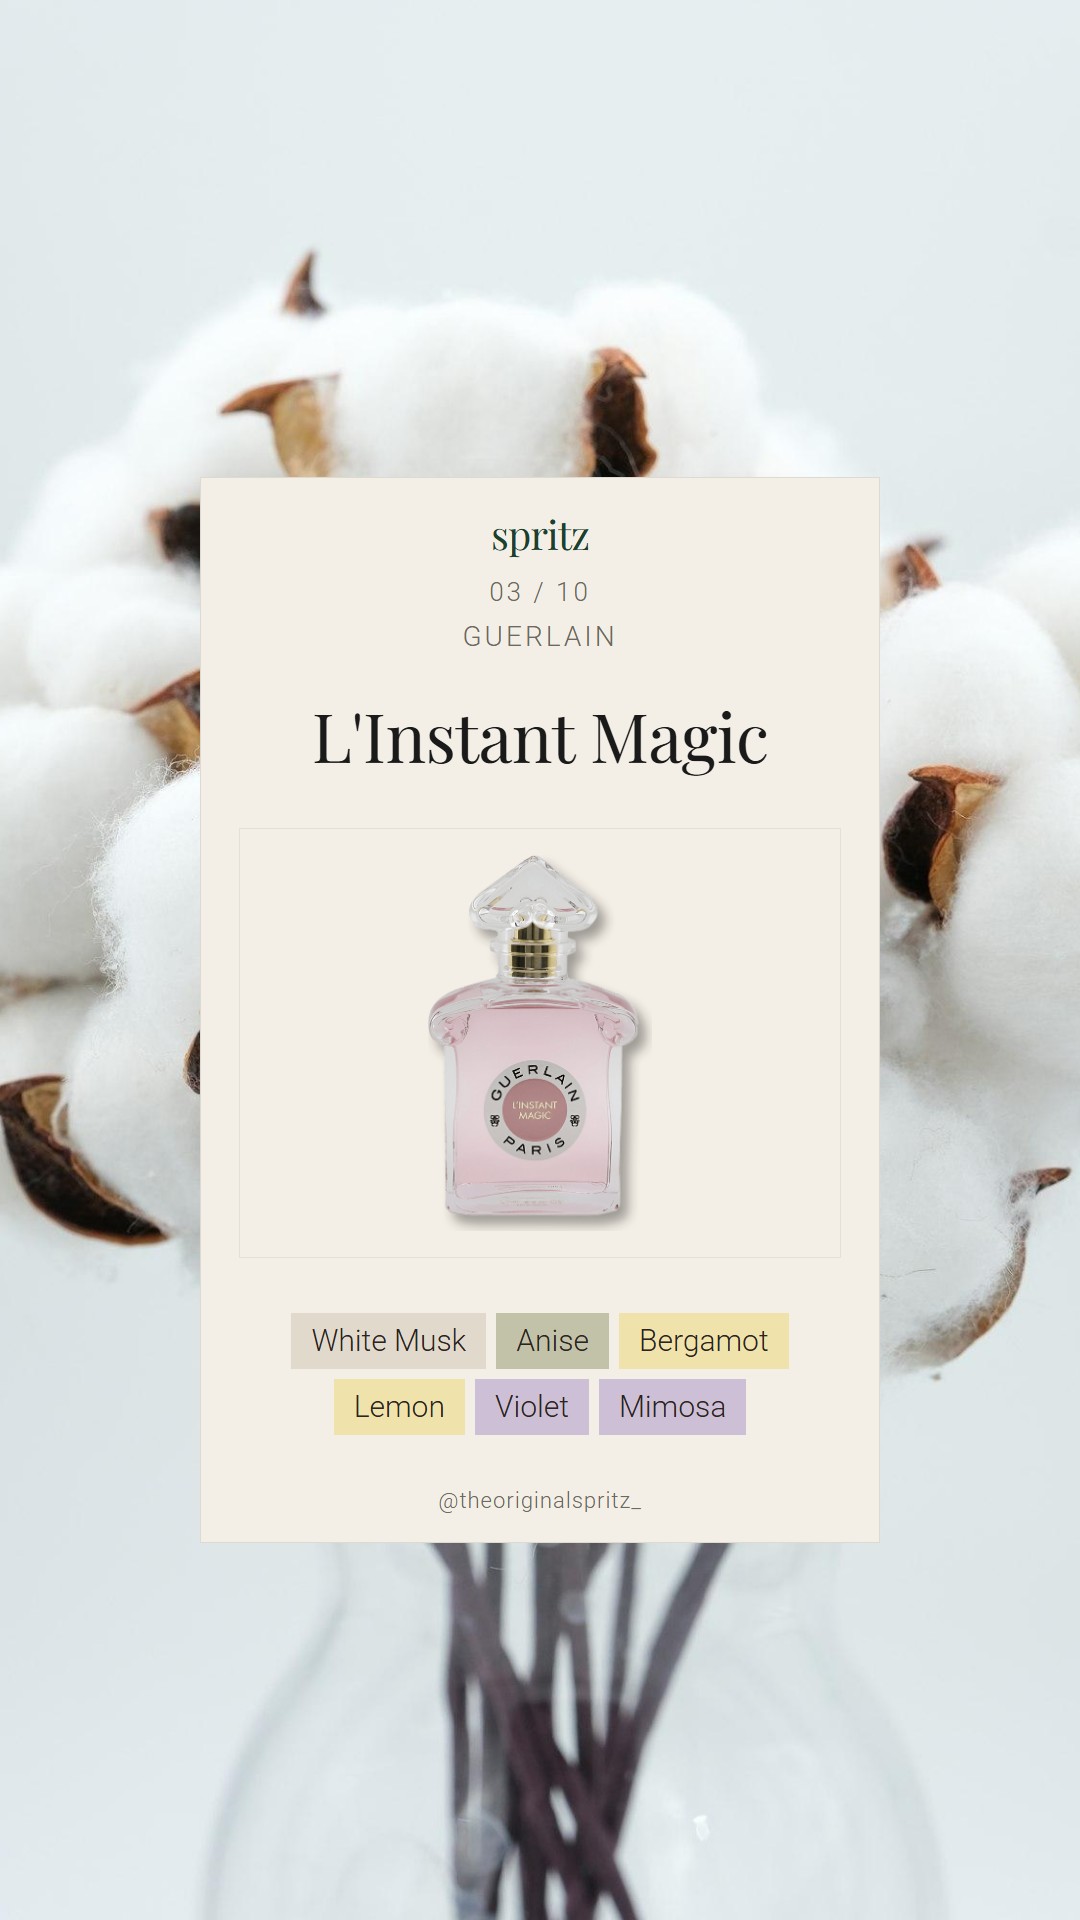 spritz
03 / 10
GUERLAIN
L'Instant Magic
GUERLAIN
L'INSTANT
MAGIC
PARIS
White Musk Anise Bergamot
Lemon Violet Mimosa
@theoriginalspritz_